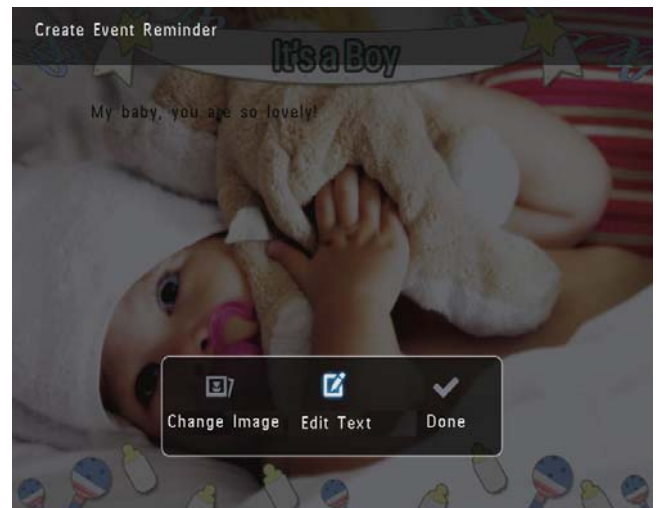 Create Event Reminder
It's a Boy
My baby, you are so lovely!
Change Image
Edit Text
Done